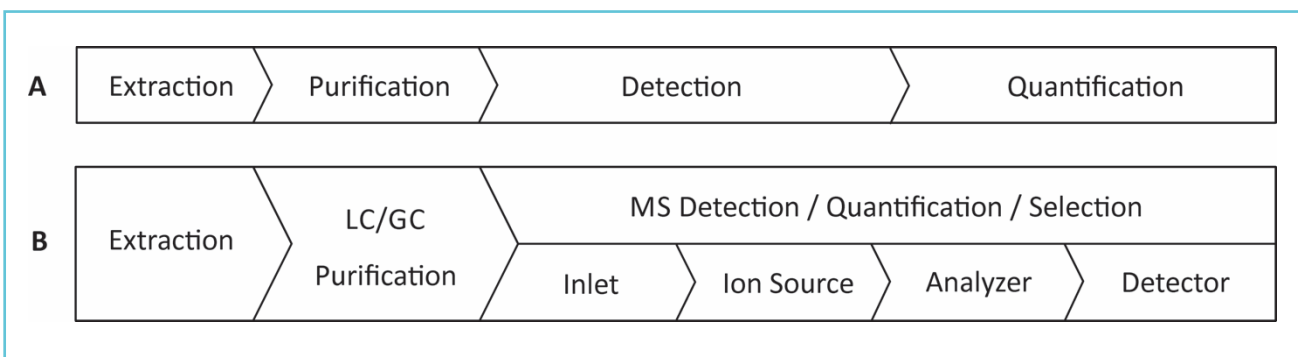 A Extraction Purification Detection Quantification
B Extraction LC/GC Purification MS Detection / Quantification / Selection
Inlet Ion Source Analyzer Detector